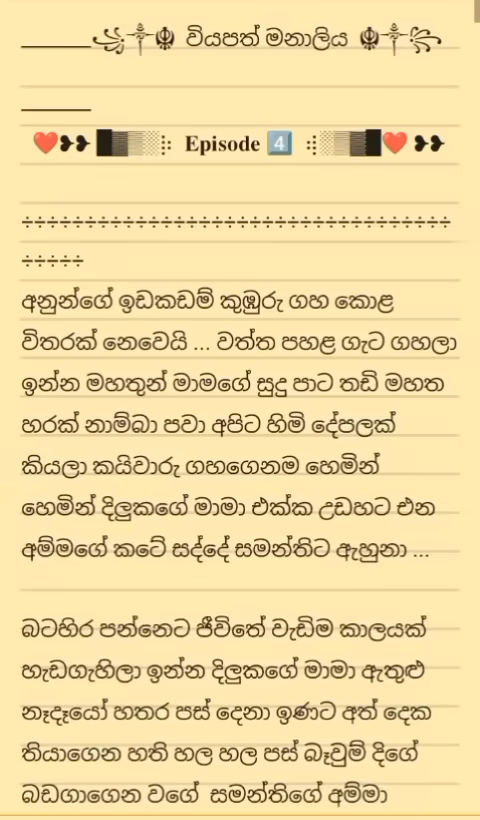 ______꧁༒☬ වියපත් මනාලිය ☬༒꧂
______
❤️❥❥ █▓▒░⡷ Episode 4️⃣ ⢾░▒▓█❤️ ❥❥
÷÷÷÷÷÷÷÷÷÷÷÷÷÷÷÷÷÷÷÷÷÷÷÷÷÷÷÷÷÷÷÷÷÷
÷÷÷÷÷
අනුන්ගේ ඉඩකඩම් කුඹුරු ගහ කොළ
විතරක් නෙවෙයි ... වත්ත පහළ ගැට ගහලා
ඉන්න මහතුන් මාමගේ සුදු පාට තඩි මහත
හරක් නාම්බා පවා අපිට හිමි දේපලක්
කියලා කයිවාරු ගහගෙනම හෙමින්
හෙමින් දිලුකගේ මාමා එක්ක උඩහට එන
අම්මගේ කටේ සද්දේ සමන්තිට ඇහුනා ...
බටහිර පන්නෙට ජීවිතේ වැඩිම කාලයක්
හැඩගැහිලා ඉන්න දිලුකගේ මාමා ඇතුළු
නෑදෑයෝ හතර පස් දෙනා ඉණට අත් දෙක
තියාගෙන හති හල හල පස් බෑවුම් දිගේ
බඩගාගෙන වගේ සමන්තිගේ අම්මා